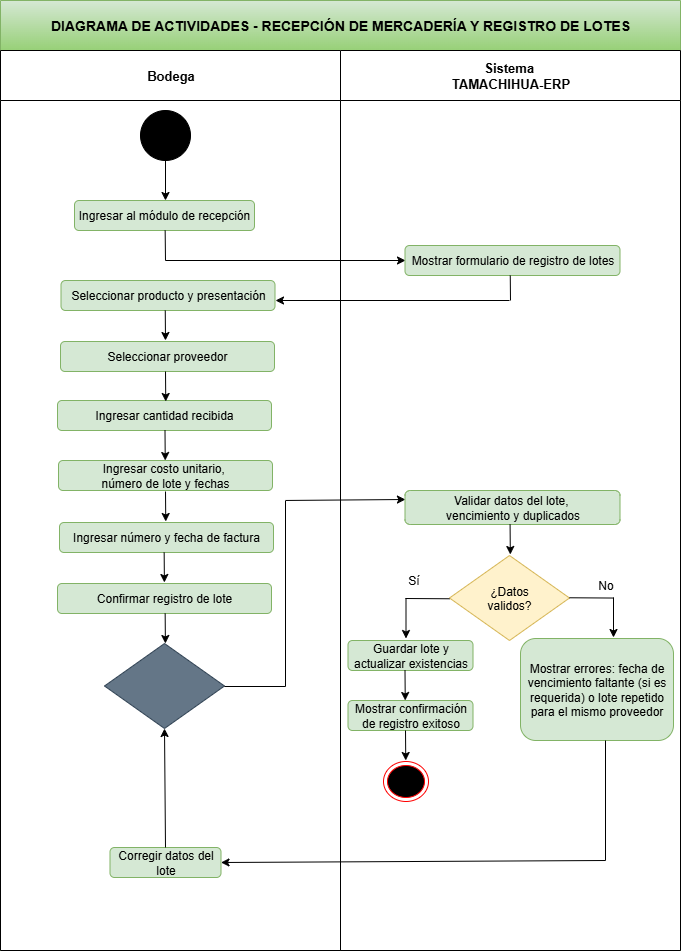 DIAGRAMA DE ACTIVIDADES - RECEPCIÓN DE MERCADERÍA Y REGISTRO DE LOTES
Bodega
Sistema
TAMACHIHUA-ERP
Ingresar al módulo de recepción
Mostrar formulario de registro de lotes
Seleccionar producto y presentación
Seleccionar proveedor
Ingresar cantidad recibida
Ingresar costo unitario,
número de lote y fechas
Validar datos del lote,
vencimiento y duplicados
Ingresar número y fecha de factura
Confirmar registro de lote
¿Datos
validos?
Sí
No
Guardar lote y
actualizar existencias
Mostrar errores: fecha de
vencimiento faltante (si es
requerida) o lote repetido
para el mismo proveedor
Mostrar confirmación
de registro exitoso
Corregir datos del
lote